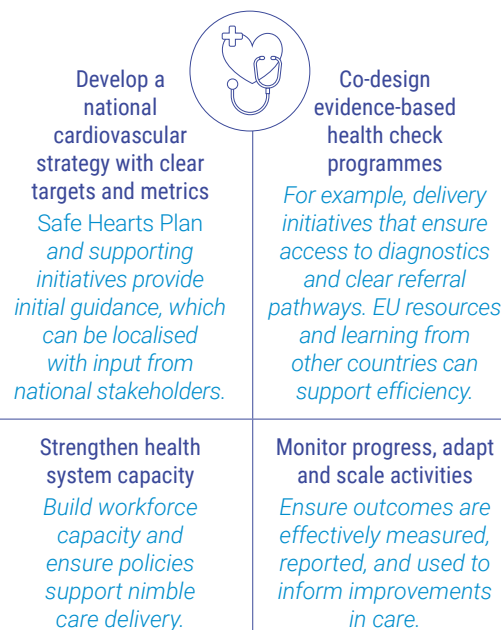 Develop a
national
cardiovascular
strategy with clear
targets and metrics
Safe Hearts Plan
and supporting
initiatives provide
initial guidance, which
can be localised
with input from
national stakeholders.
Co-design
evidence-based
health check
programmes
For example, delivery
initiatives that ensure
access to diagnostics
and clear referral
pathways. EU resources
and learning from
other countries can
support efficiency.
Strengthen health
system capacity
Build workforce
capacity and
ensure policies
support nimble
care delivery.
Monitor progress, adapt
and scale activities
Ensure outcomes are
effectively measured,
reported, and used to
inform improvements
in care.